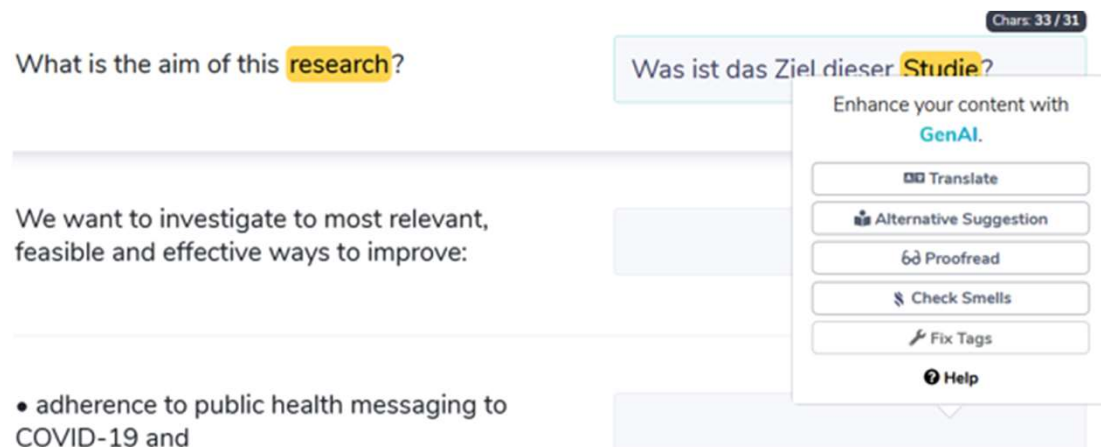 Chars: 33 / 31
What is the aim of this research?
Was ist das Ziel dieser Studie?
Enhance your content with
GenAI.
Translate
Alternative Suggestion
Proofread
Check Smells
Fix Tags
Help
We want to investigate to most relevant,
feasible and effective ways to improve:
• adherence to public health messaging to
COVID-19 and